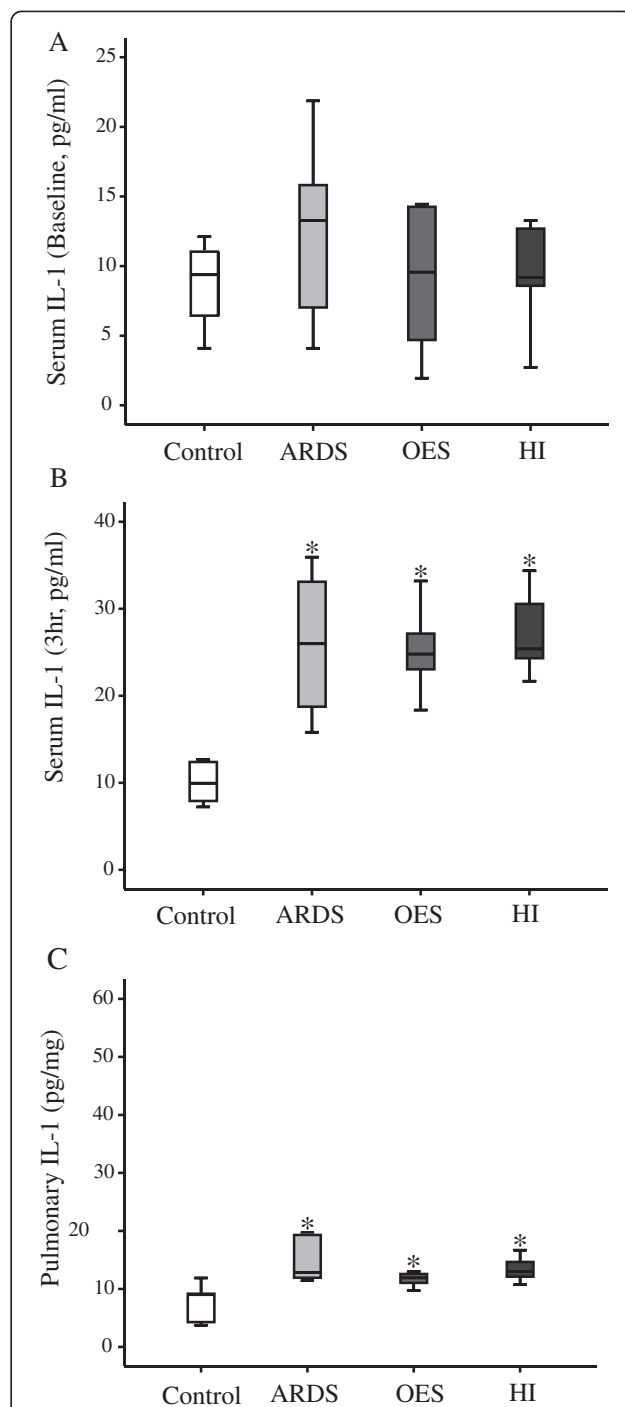 A
Serum IL-1 (Baseline, pg/ml)
25
20
15
10
5
0
Control ARDS OES HI
B
Serum IL-1 (3hr, pg/ml)
40
30
20
10
0
* * *
Control ARDS OES HI
C
Pulmonary IL-1 (pg/mg)
60
50
40
30
20
10
0
* * *
Control ARDS OES HI